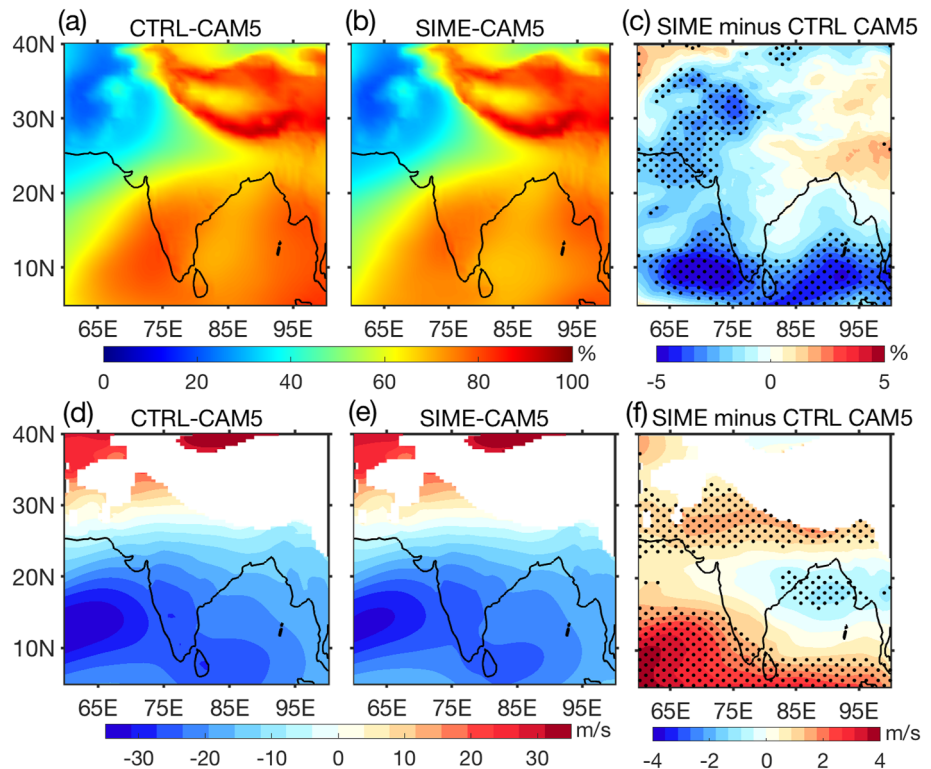 (a) CTRL-CAM5 (b) SIME-CAM5 (c) SIME minus CTRL CAM5
40N
30N
20N
10N
65E 75E 85E 95E 65E 75E 85E 95E 65E 75E 85E 95E
0 20 40 60 80 100 % -5 0 5 %
(d) CTRL-CAM5 (e) SIME-CAM5 (f) SIME minus CTRL CAM5
40N
30N
20N
10N
65E 75E 85E 95E 65E 75E 85E 95E 65E 75E 85E 95E
-30 -20 -10 0 10 20 30 m/s -4 -2 0 2 4 m/s